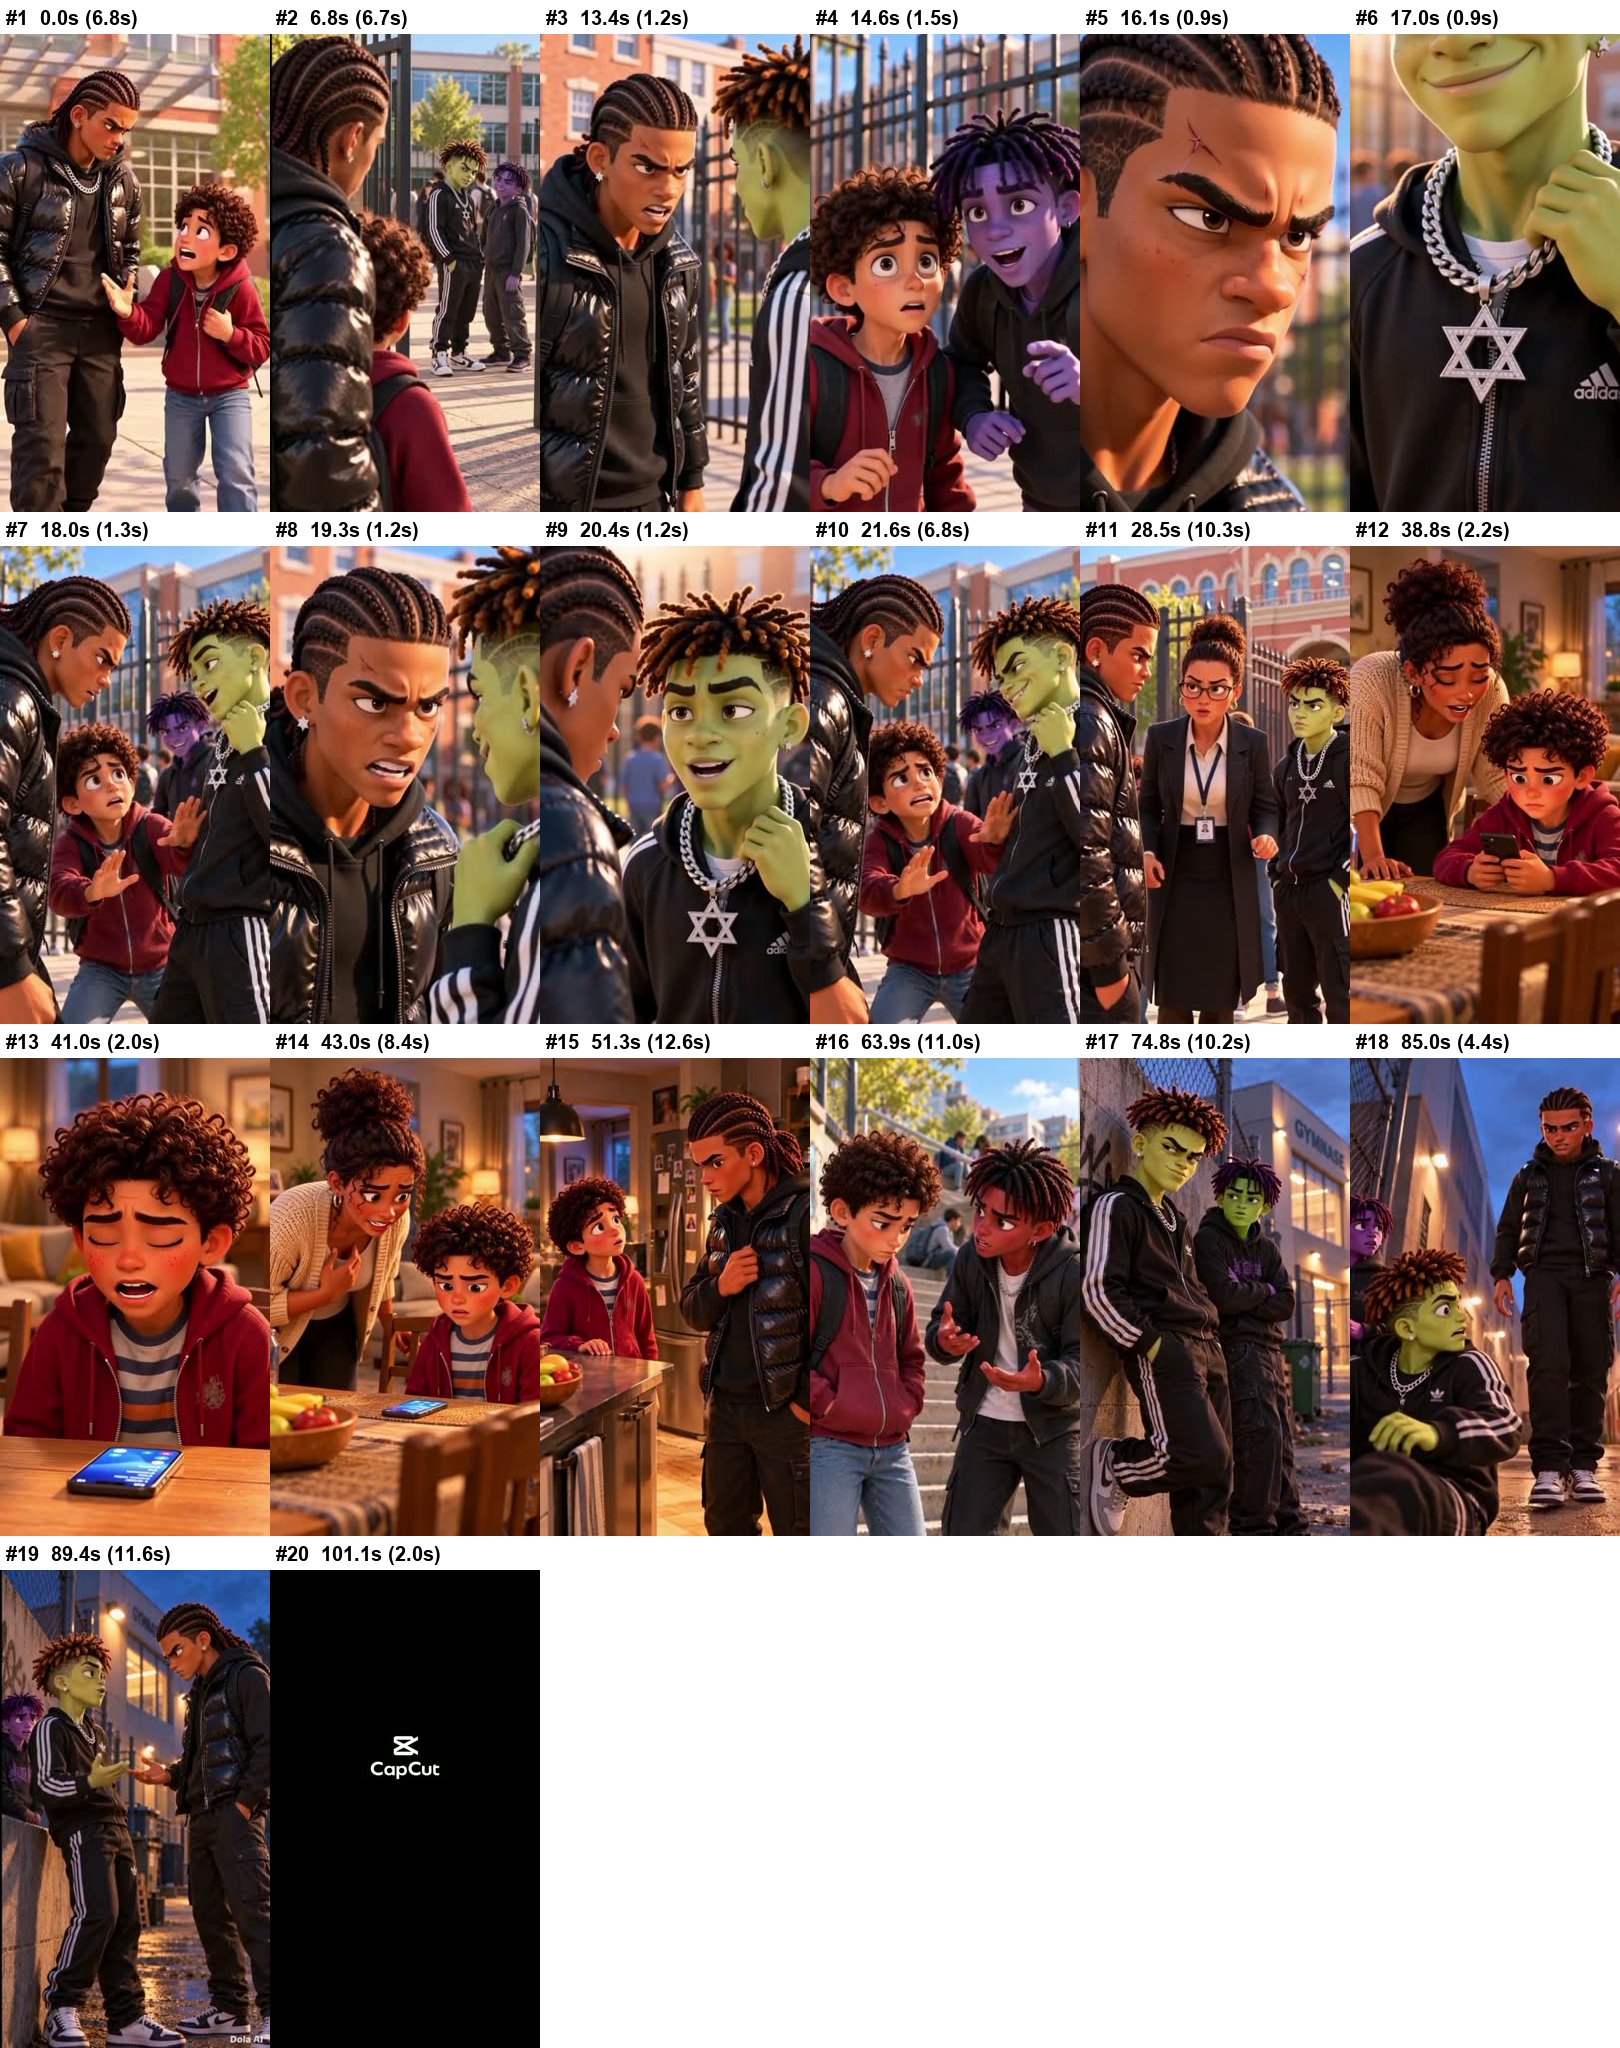 #1 0.0s (6.8s)
#2 6.8s (6.7s)
#3 13.4s (1.2s)
#4 14.6s (1.5s)
#5 16.1s (0.9s)
#6 17.0s (0.9s)
adidas
#7 18.0s (1.3s)
#8 19.3s (1.2s)
#9 20.4s (1.2s)
#10 21.6s (6.8s)
#11 28.5s (10.3s)
#12 38.8s (2.2s)
#13 41.0s (2.0s)
#14 43.0s (8.4s)
#15 51.3s (12.6s)
#16 63.9s (11.0s)
#17 74.8s (10.2s)
#18 85.0s (4.4s)
GYMNASE
#19 89.4s (11.6s)
#20 101.1s (2.0s)
CapCut
Dola AI